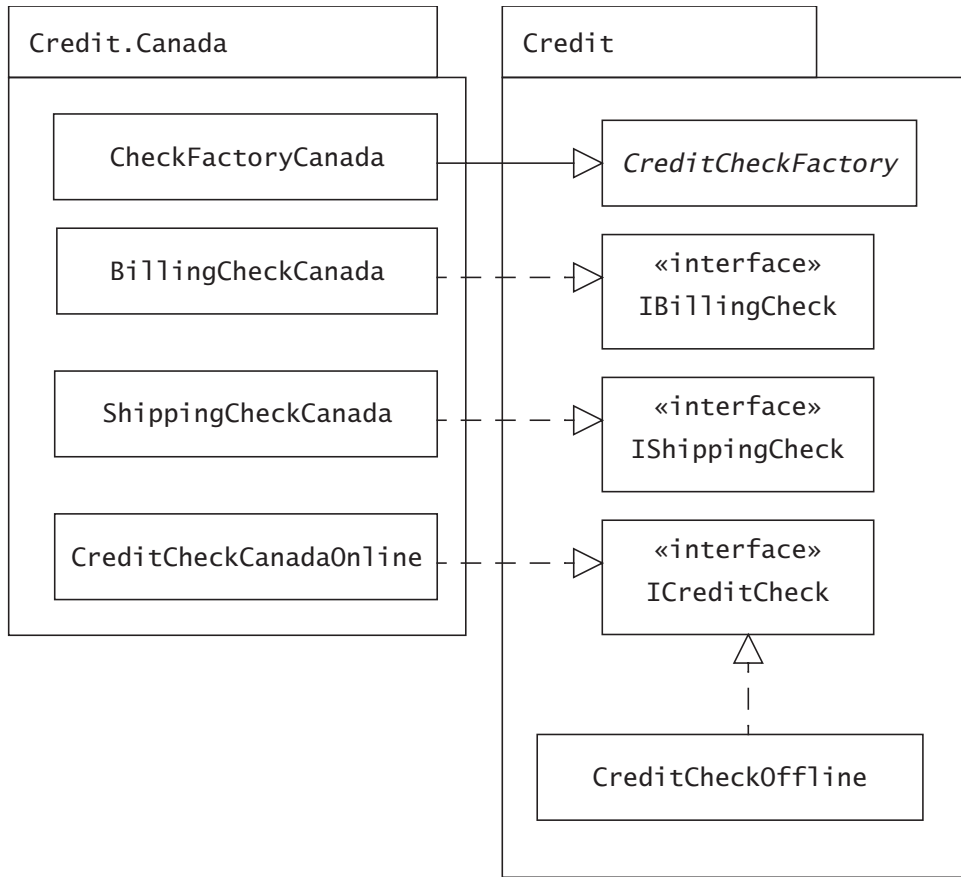 Credit.Canada
CheckFactoryCanada
BillingCheckCanada
ShippingCheckCanada
CreditCheckCanadaOnline
Credit
CreditCheckFactory
«interface»
IBillingCheck
«interface»
IShippingCheck
«interface»
ICreditCheck
CreditCheckOffline